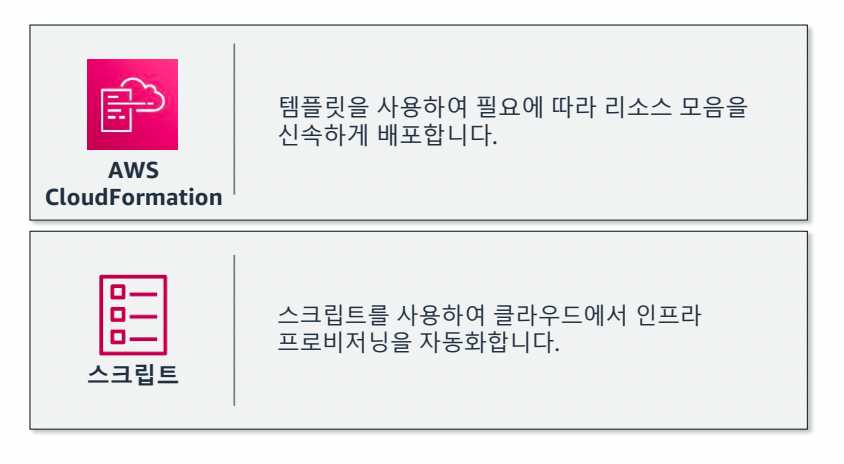 AWS
CloudFormation
템플릿을 사용하여 필요에 따라 리소스 모음을
신속하게 배포합니다.
스크립트
스크립트를 사용하여 클라우드에서 인프라
프로비저닝을 자동화합니다.